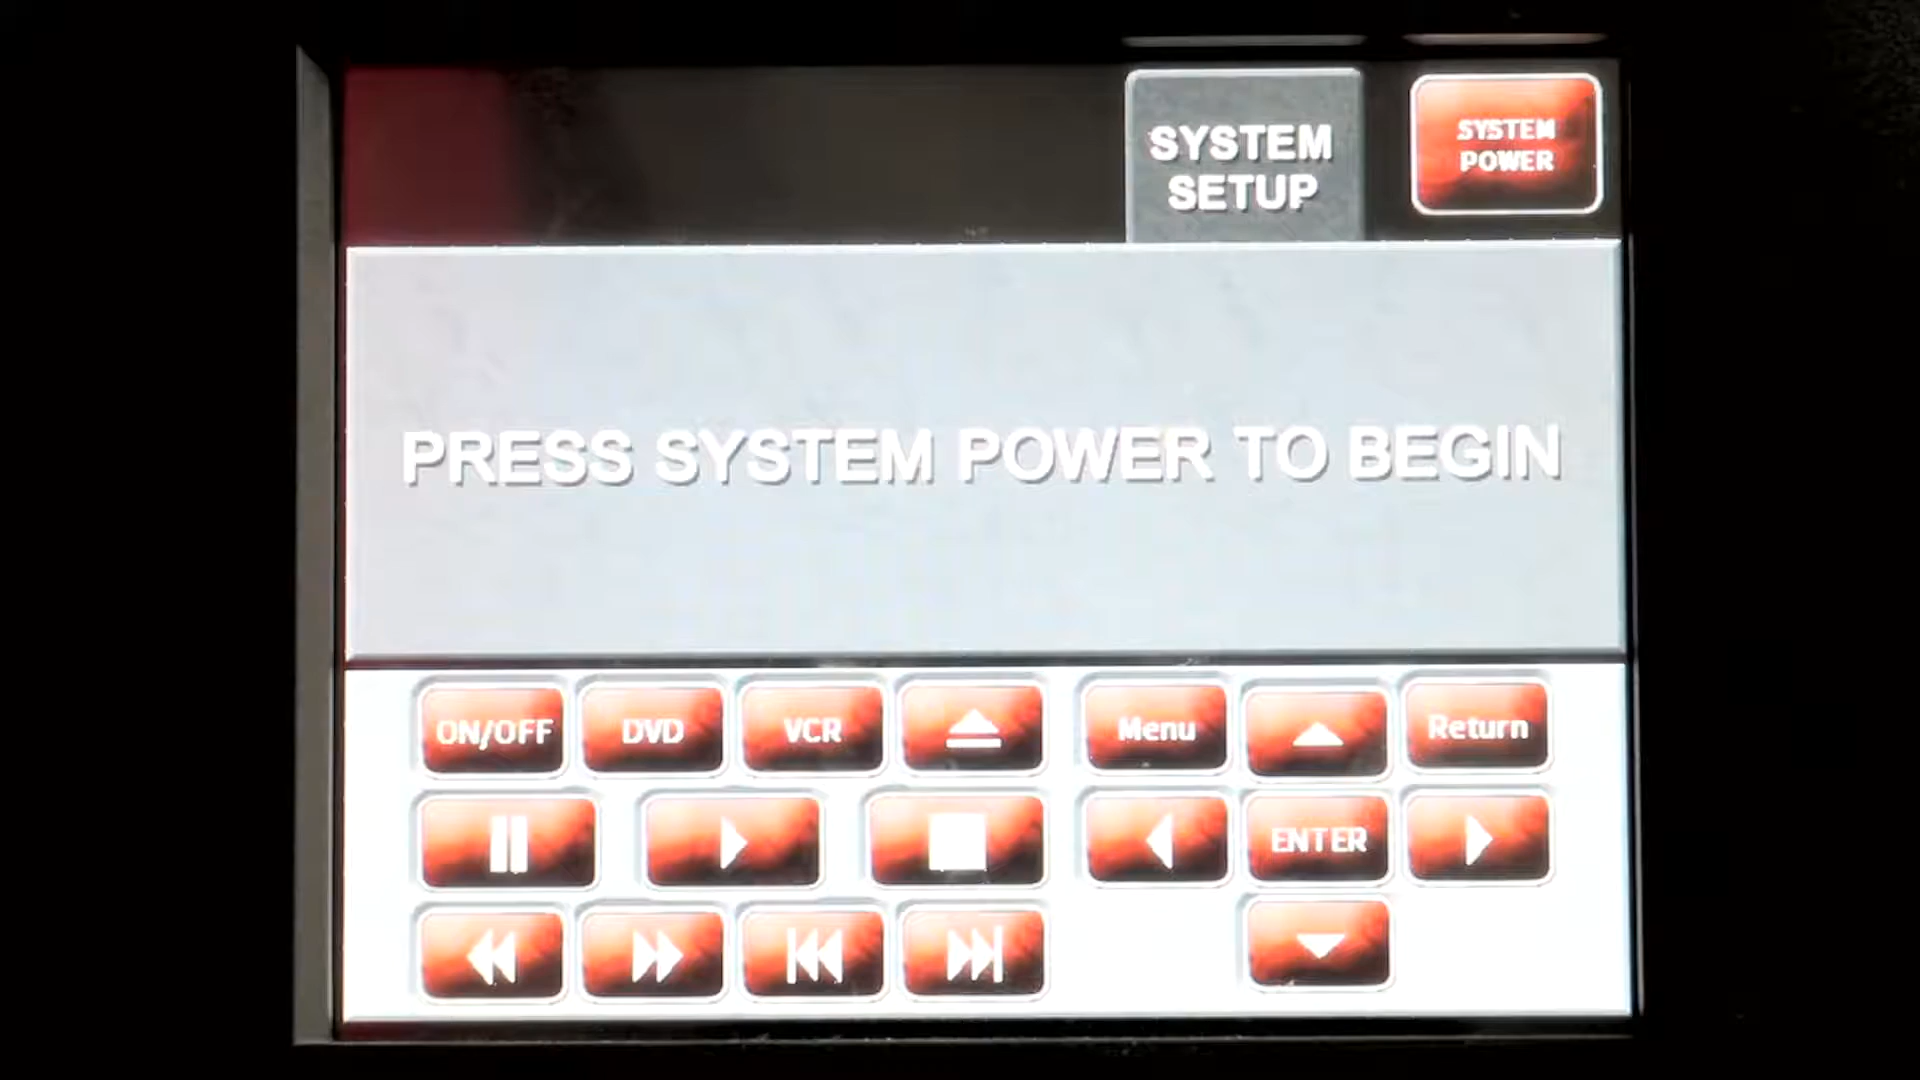 SYSTEM
SETUP
SYSTEM
POWER
PRESS SYSTEM POWER TO BEGIN
ON/OFF
DVD
VCR
Menu
Return
ENTER